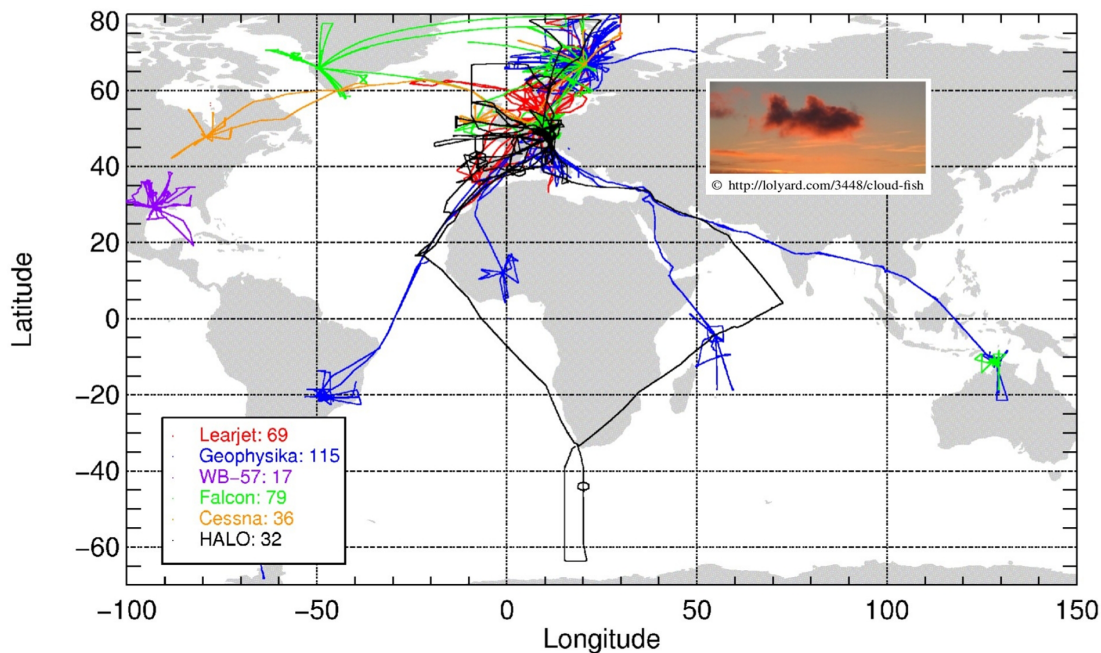 80
60
40
20
0
−20
−40
−60
Latitude
© http://lolyard.com/3448/cloud-fish
Learjet: 69
Geophysika: 115
WB−57: 17
Falcon: 79
Cessna: 36
HALO: 32
−100 −50 0 50 100 150
Longitude